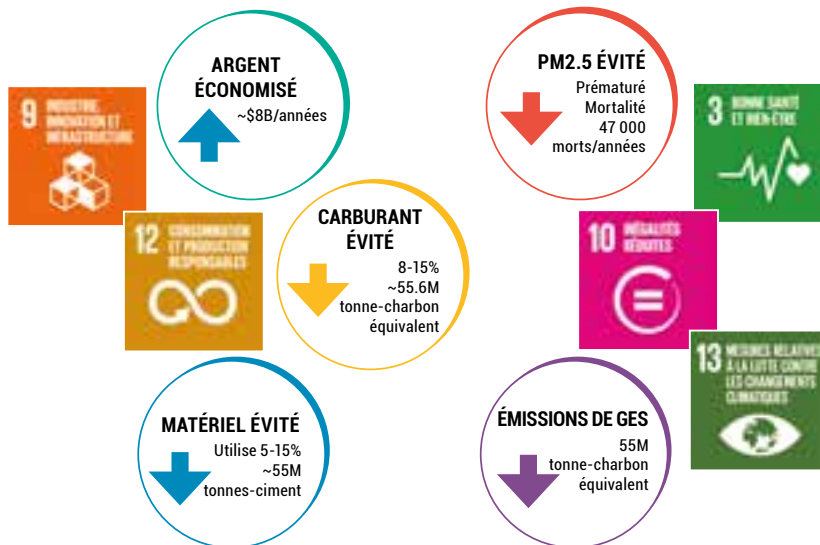 ARGENT
ÉCONOMISÉ
~$8B/années
PM2.5 ÉVITÉ
Prématuré
Mortalité
47 000
morts/années
9 INDUSTRIE,
INNOVATION ET
INFRASTRUCTURE
3 BONNE SANTÉ
ET BIEN-ÊTRE
12 CONSOMMATION
ET PRODUCTION
RESPONSABLES
CARBURANT
ÉVITÉ
8-15%
~55.6M
tonne-charbon
équivalent
10 INÉGALITÉS
RÉDUITES
13 MESURES RELATIVES
À LA LUTTE CONTRE
LES CHANGEMENTS
CLIMATIQUES
MATÉRIEL ÉVITÉ
Utilise 5-15%
~55M
tonnes-ciment
ÉMISSIONS DE GES
55M
tonne-charbon
équivalent